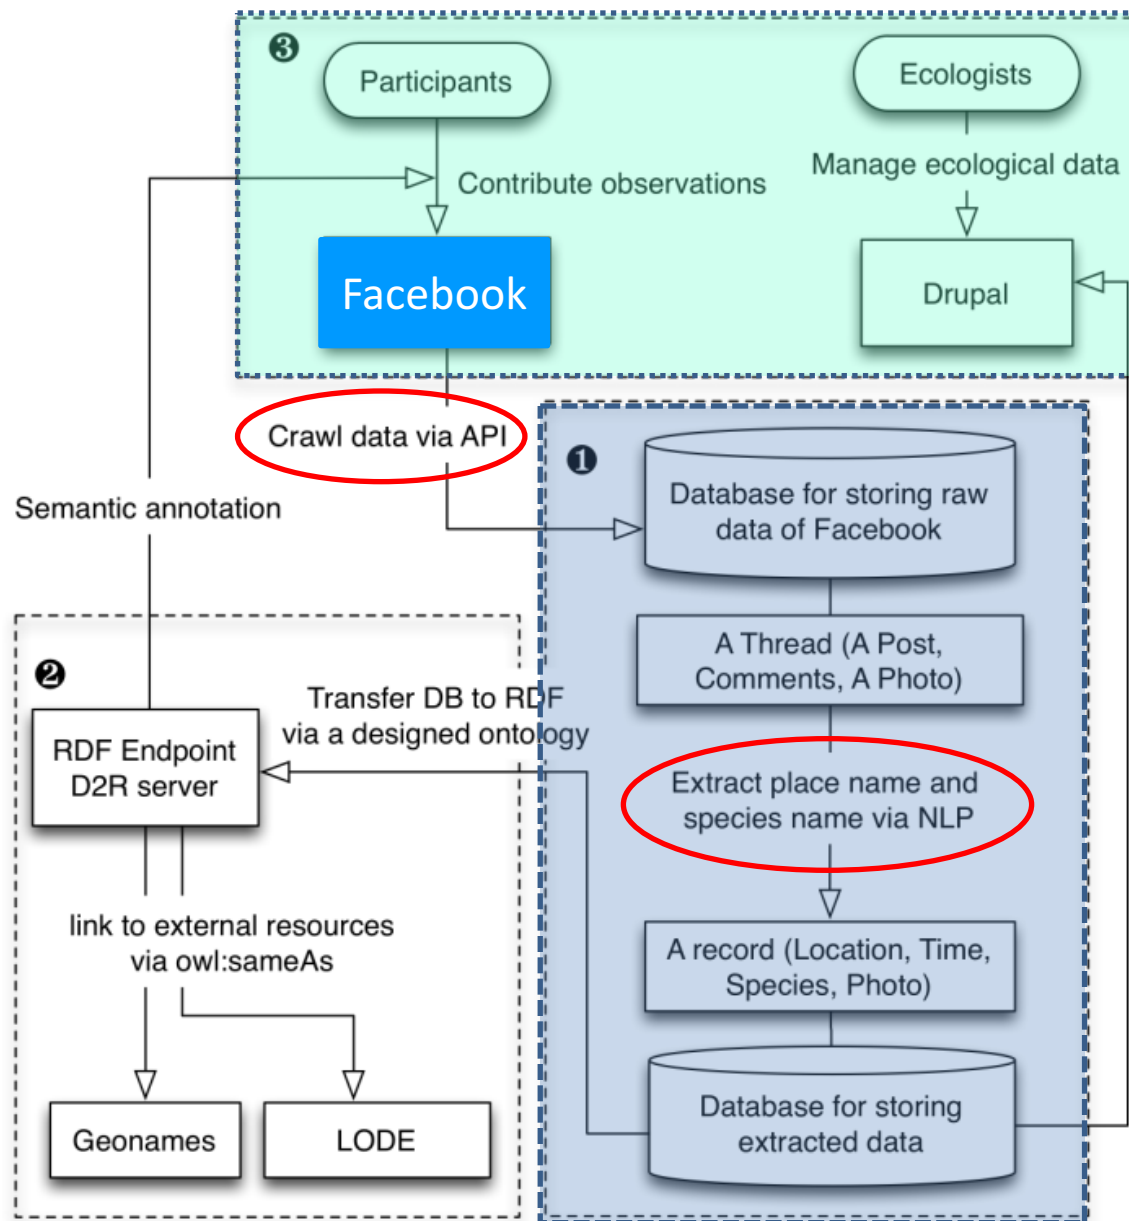 ❸
Participants
Ecologists
Contribute observations
Manage ecological data
Facebook
Drupal
Crawl data via API
❶
Database for storing raw
data of Facebook
Semantic annotation
A Thread (A Post,
Comments, A Photo)
❷
Transfer DB to RDF
via a designed ontology
RDF Endpoint
D2R server
Extract place name and
species name via NLP
link to external resources
via owl:sameAs
A record (Location, Time,
Species, Photo)
Geonames
LODE
Database for storing
extracted data